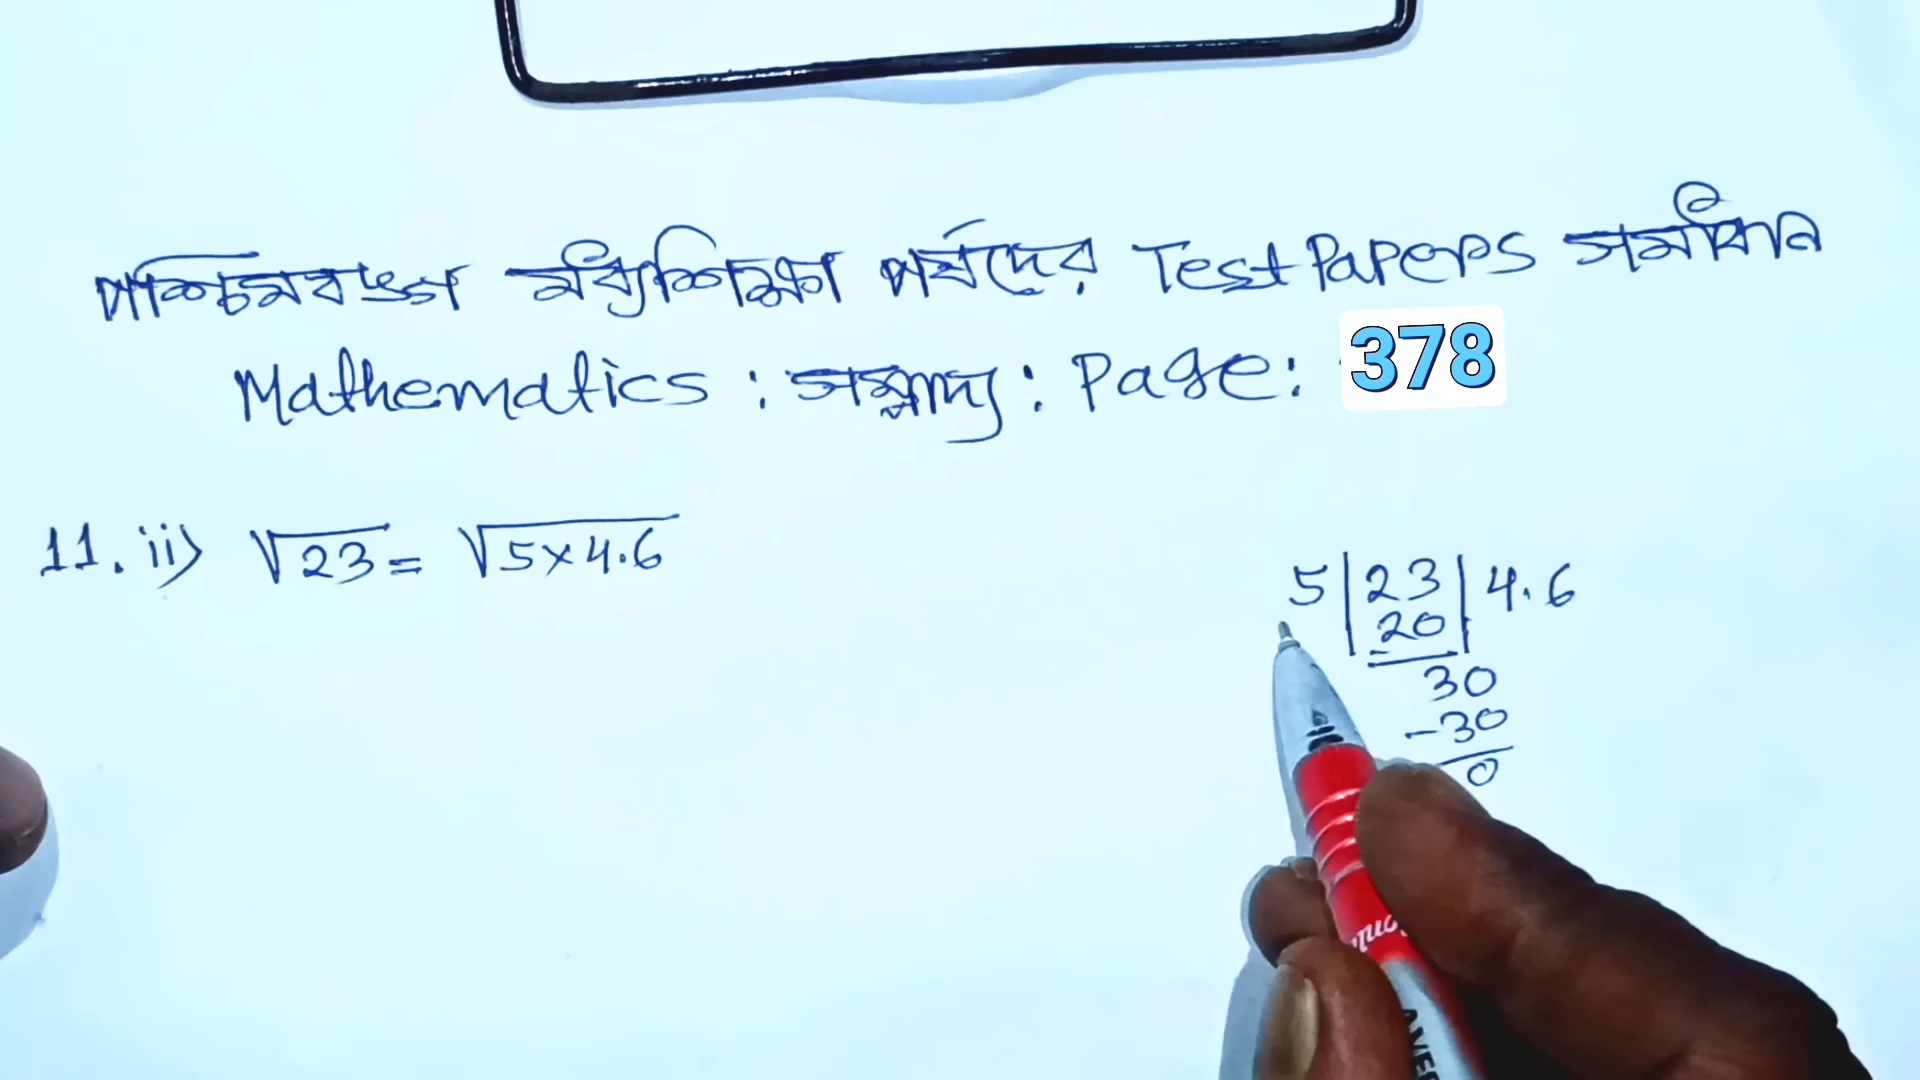 পশ্চিমবঙ্গ মধ্যশিক্ষা পর্ষদের Test Papers সমাধান
Mathematics : সম্পাদ্য : Page: 378
11. ii) √23 = √5×4.6
5|23|4.6
20
30
-30
0